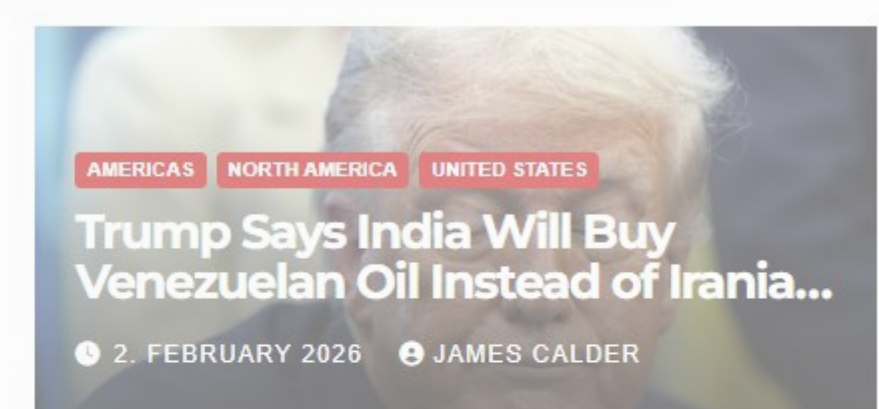 AMERICAS NORTH AMERICA UNITED STATES
Trump Says India Will Buy
Venezuelan Oil Instead of Irania...
2. FEBRUARY 2026 JAMES CALDER